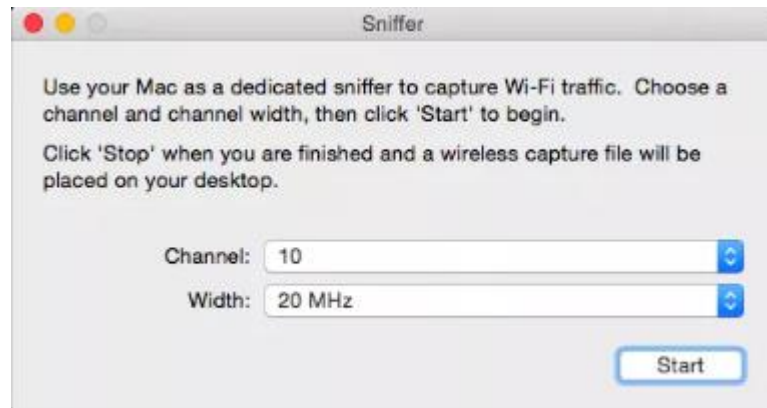 Sniffer
Use your Mac as a dedicated sniffer to capture Wi-Fi traffic. Choose a
channel and channel width, then click 'Start' to begin.
Click 'Stop' when you are finished and a wireless capture file will be
placed on your desktop.
Channel: 10
Width: 20 MHz
Start